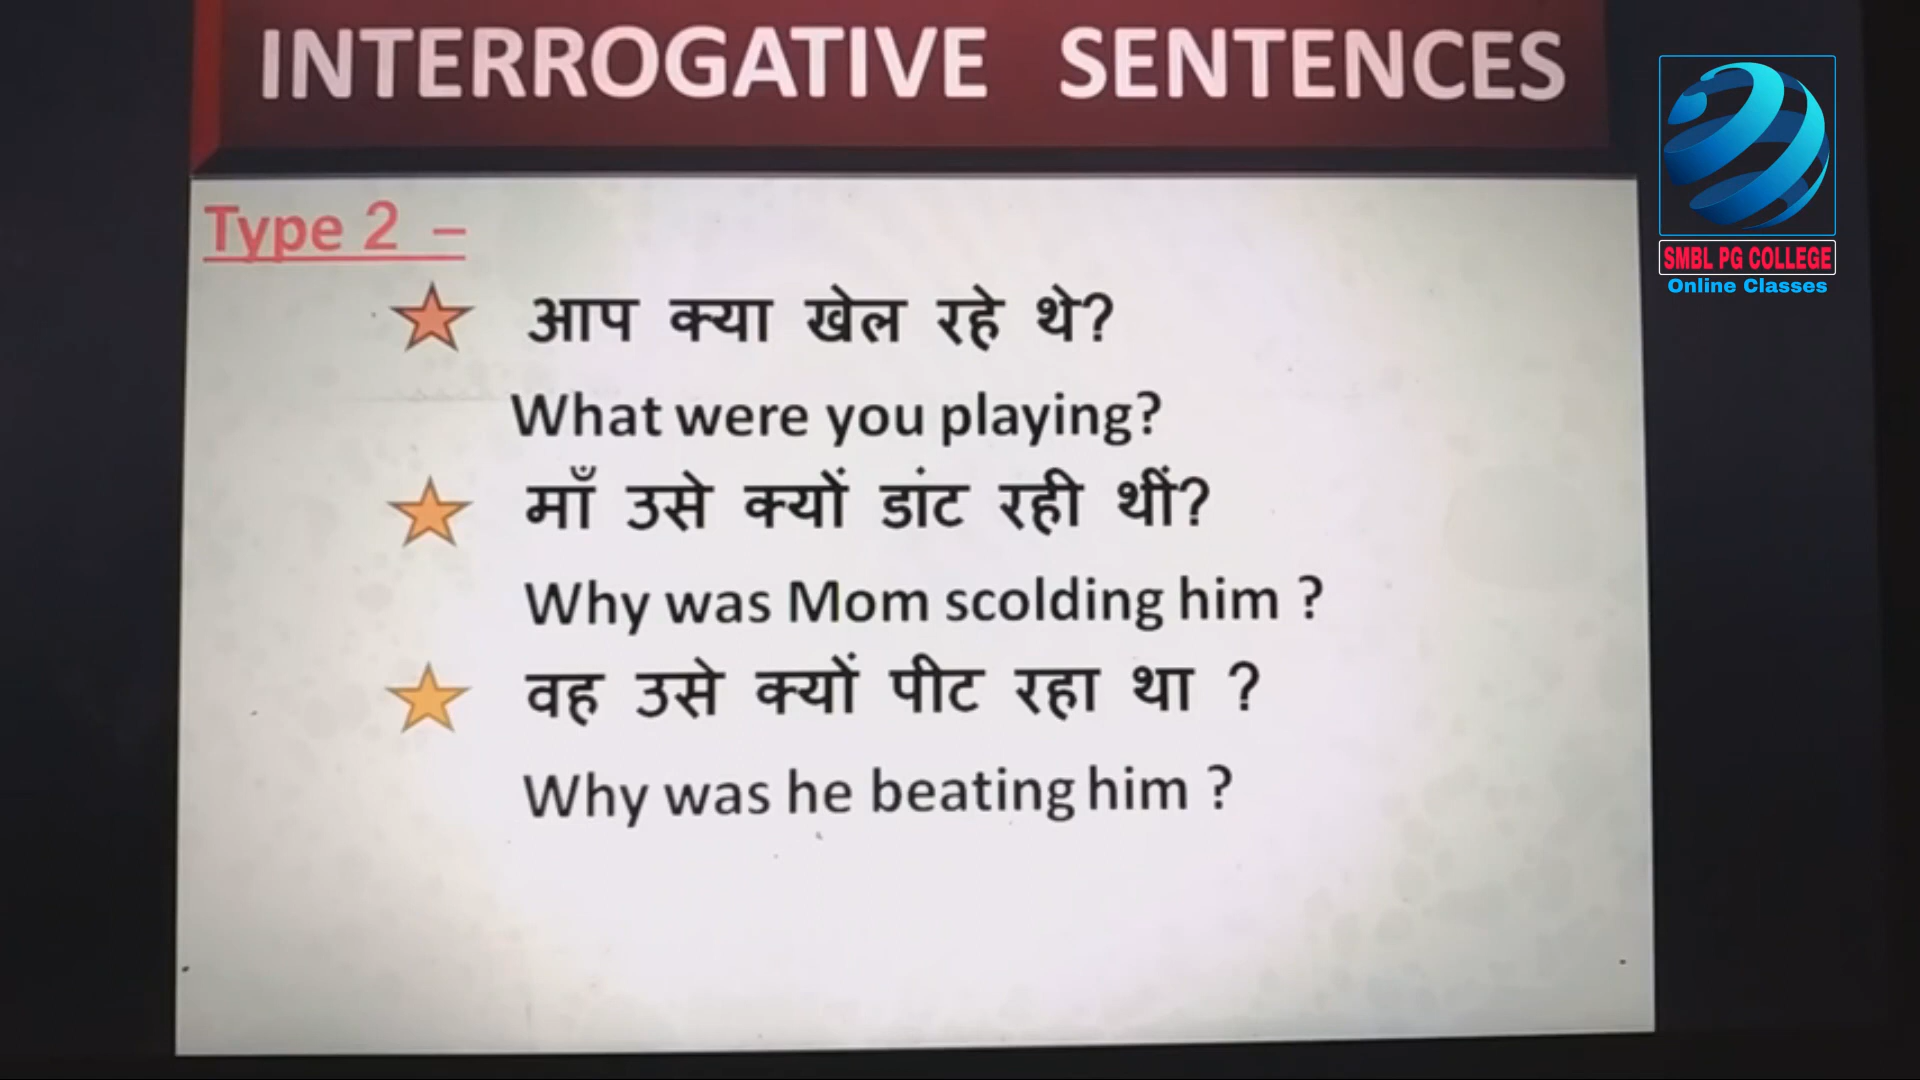 INTERROGATIVE SENTENCES
SMBL PG COLLEGE
Online Classes
Type 2 –
आप क्या खेल रहे थे?
What were you playing?
माँ उसे क्यों डांट रही थीं?
Why was Mom scolding him ?
वह उसे क्यों पीट रहा था ?
Why was he beating him ?